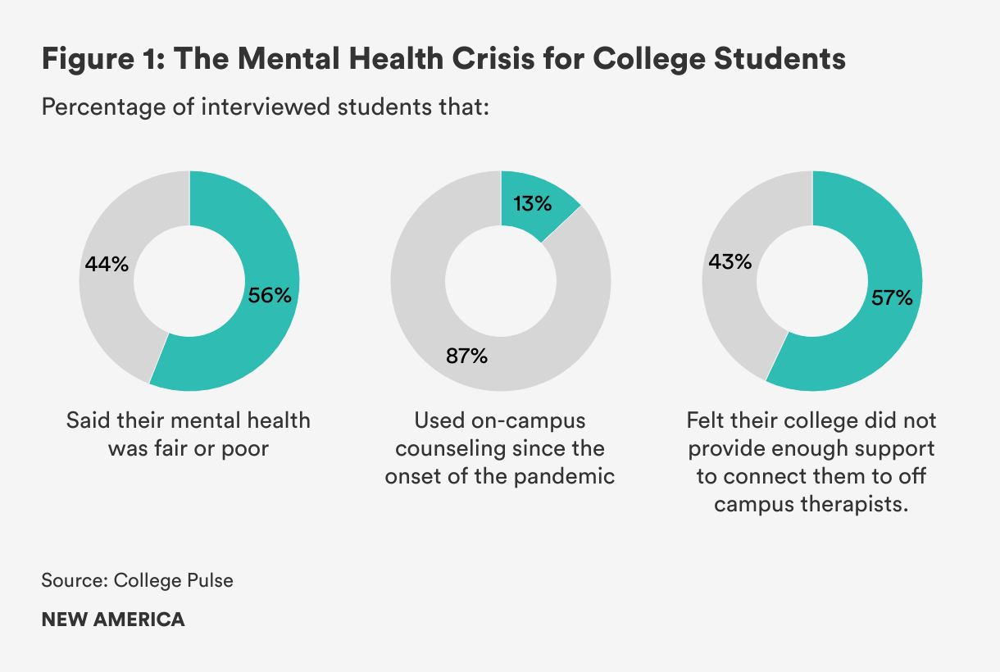 Figure 1: The Mental Health Crisis for College Students
Percentage of interviewed students that:
44%
56%
Said their mental health
was fair or poor
13%
87%
Used on-campus
counseling since the
onset of the pandemic
43%
57%
Felt their college did not
provide enough support
to connect them to off
campus therapists.
Source: College Pulse
NEW AMERICA